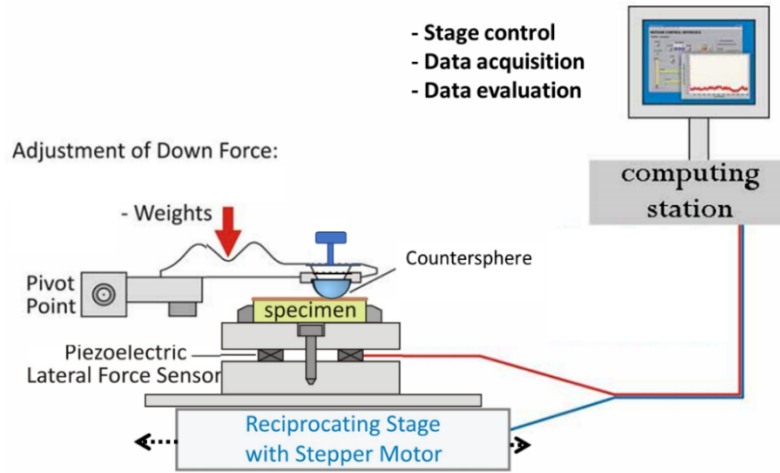 - Stage control
- Data acquisition
- Data evaluation
Adjustment of Down Force:
computing
station
- Weights
Countersphere
Pivot
Point
specimen
Piezoelectric
Lateral Force Sensor
Reciprocating Stage
with Stepper Motor